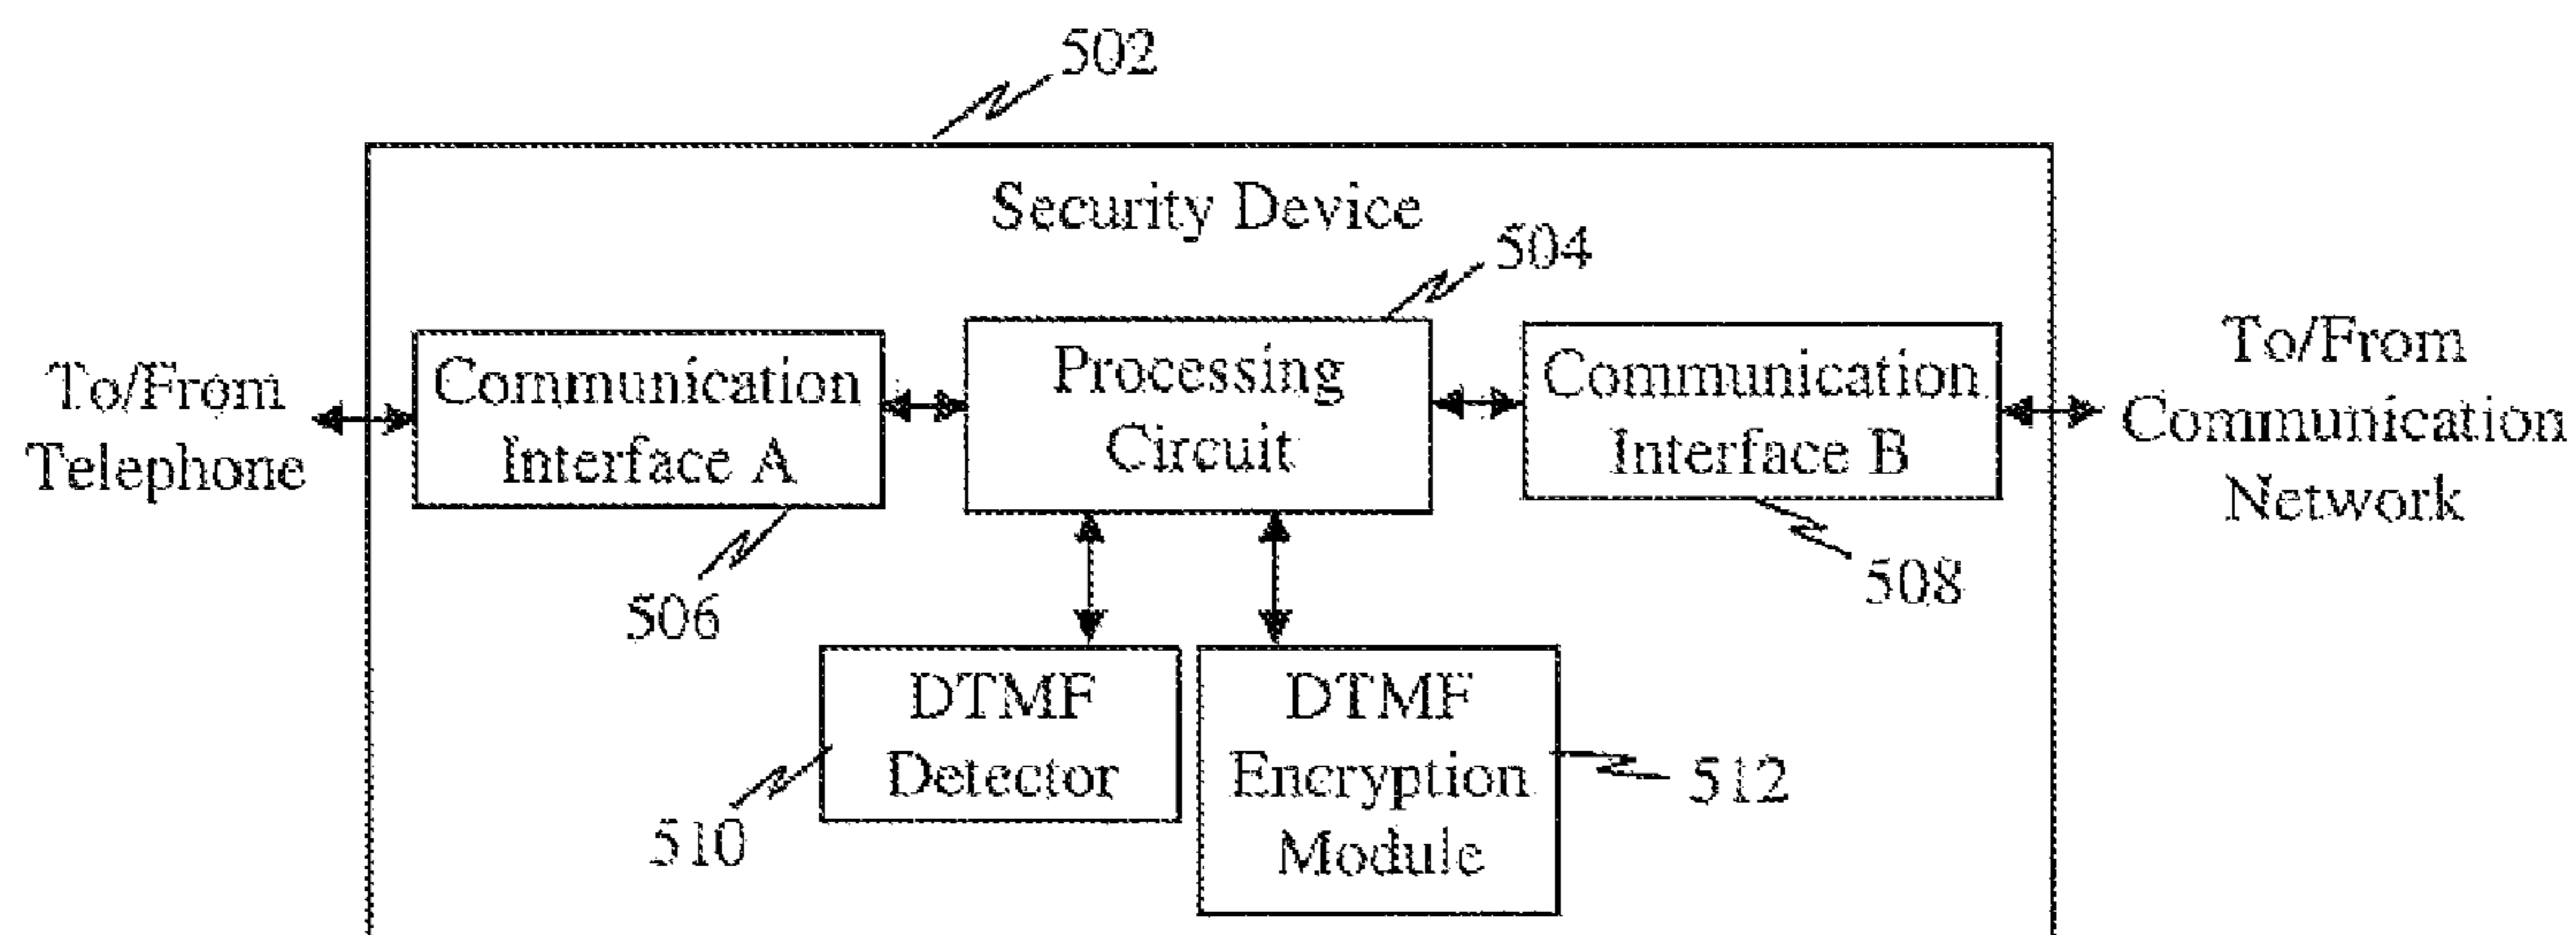 502
Security Device
504
To/From
Telephone
Communication
Interface A
Processing
Circuit
Communication
Interface B
To/From
Communication
Network
506
508
DTMF
Detector
DTMF
Encryption
Module
510
512